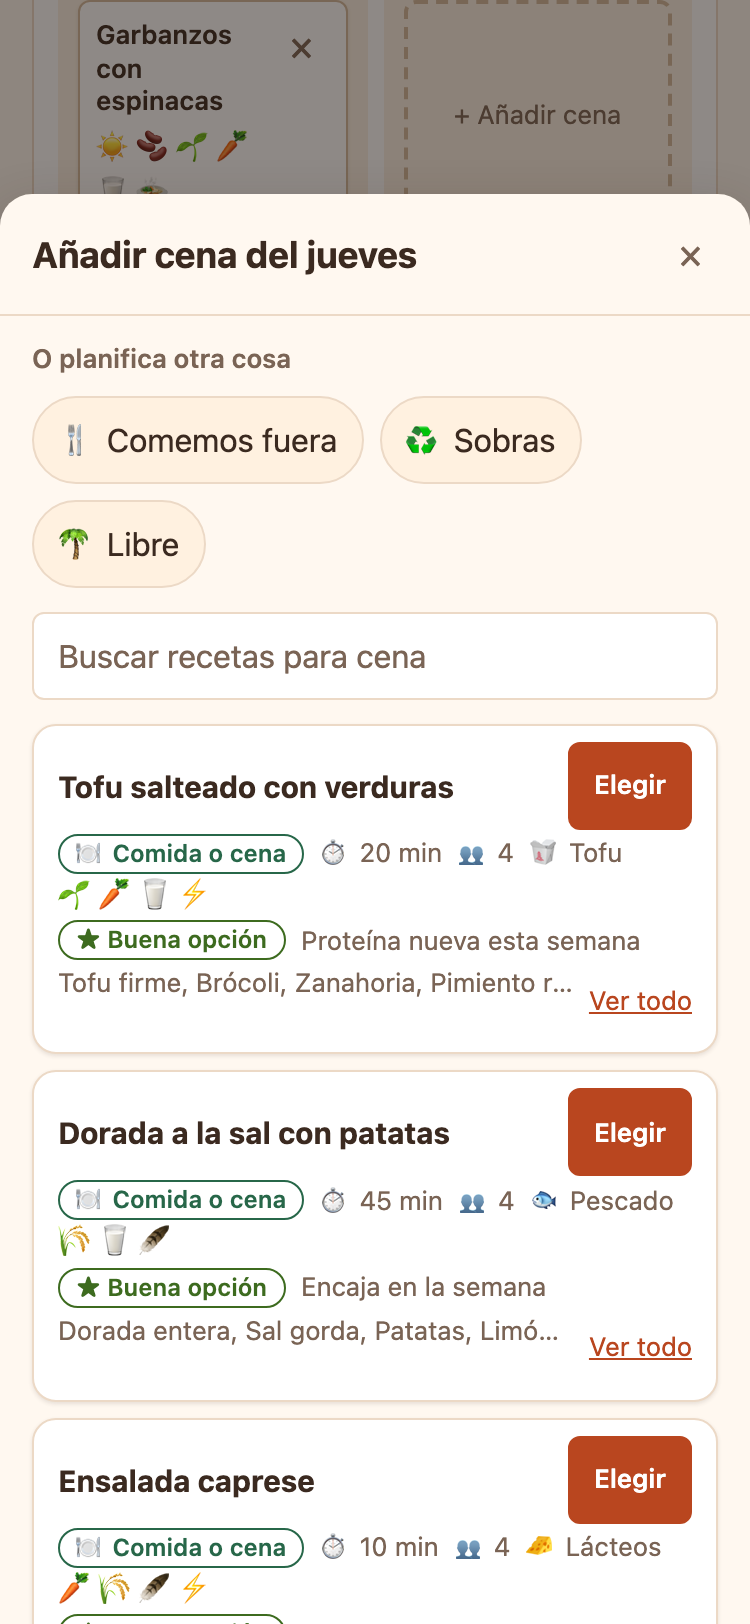 Garbanzos
con
espinacas
+ Añadir cena
Añadir cena del jueves
O planifica otra cosa
Comemos fuera
Sobras
Libre
Buscar recetas para cena
Tofu salteado con verduras
Elegir
Comida o cena 20 min 4 Tofu
Buena opción Proteína nueva esta semana
Tofu firme, Brócoli, Zanahoria, Pimiento r...
Ver todo
Dorada a la sal con patatas
Elegir
Comida o cena 45 min 4 Pescado
Buena opción Encaja en la semana
Dorada entera, Sal gorda, Patatas, Limó...
Ver todo
Ensalada caprese
Elegir
Comida o cena 10 min 4 Lácteos